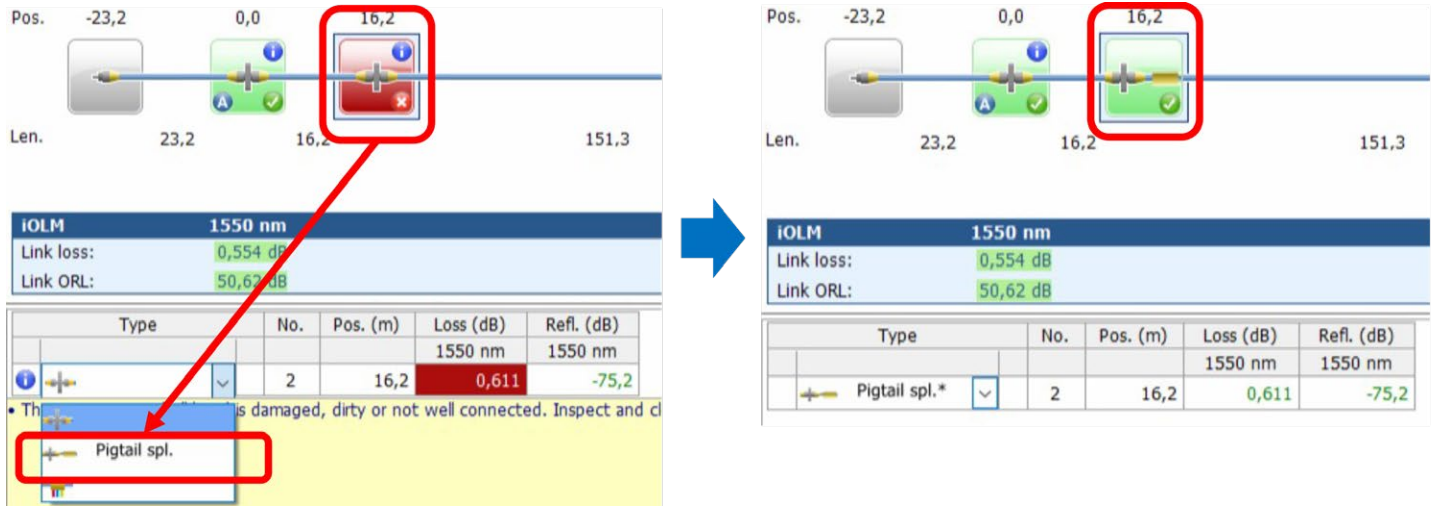 Pos. -23,2 0,0 16,2
Len. 23,2 16,2 151,3
iOLM 1550 nm
Link loss: 0,554 dB
Link ORL: 50,62 dB
Type No. Pos. (m) Loss (dB) Refl. (dB)
1550 nm 1550 nm
2 16,2 0,611 -75,2
• Th is damaged, dirty or not well connected. Inspect and cl
Pigtail spl.
Pos. -23,2 0,0 16,2
A
Len. 23,2 16,2 151,3
iOLM 1550 nm
Link loss: 0,554 dB
Link ORL: 50,62 dB
Type No. Pos. (m) Loss (dB) Refl. (dB)
1550 nm 1550 nm
Pigtail spl.* 2 16,2 0,611 -75,2